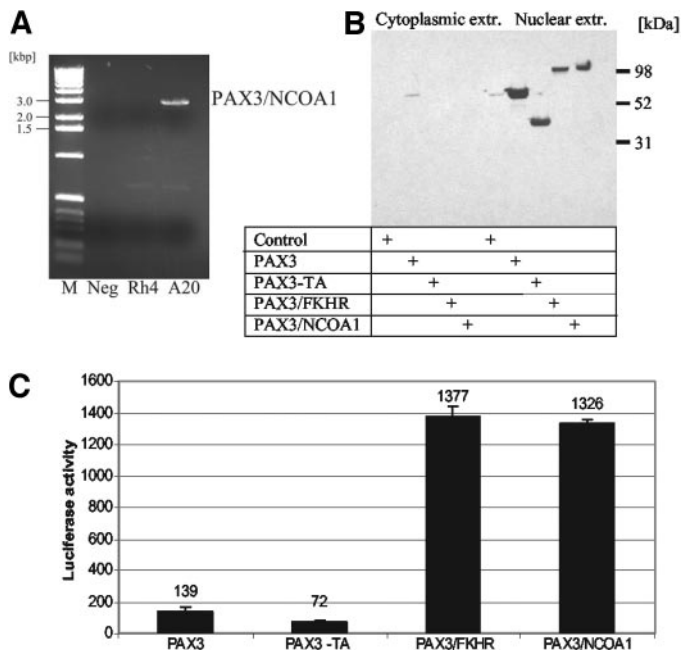 A
[kbp]
3.0
2.0
1.5
PAX3/NCOA1
M Neg Rh4 A20
B
Cytoplasmic extr. Nuclear extr. [kDa]
98
52
31
Control + +
PAX3 + +
PAX3-TA + +
PAX3/FKHR + +
PAX3/NCOA1 + +
C
Luciferase activity
1600
1400
1200
1000
800
600
400
200
0
139
72
1377
1326
PAX3 PAX3 -TA PAX3/FKHR PAX3/NCOA1